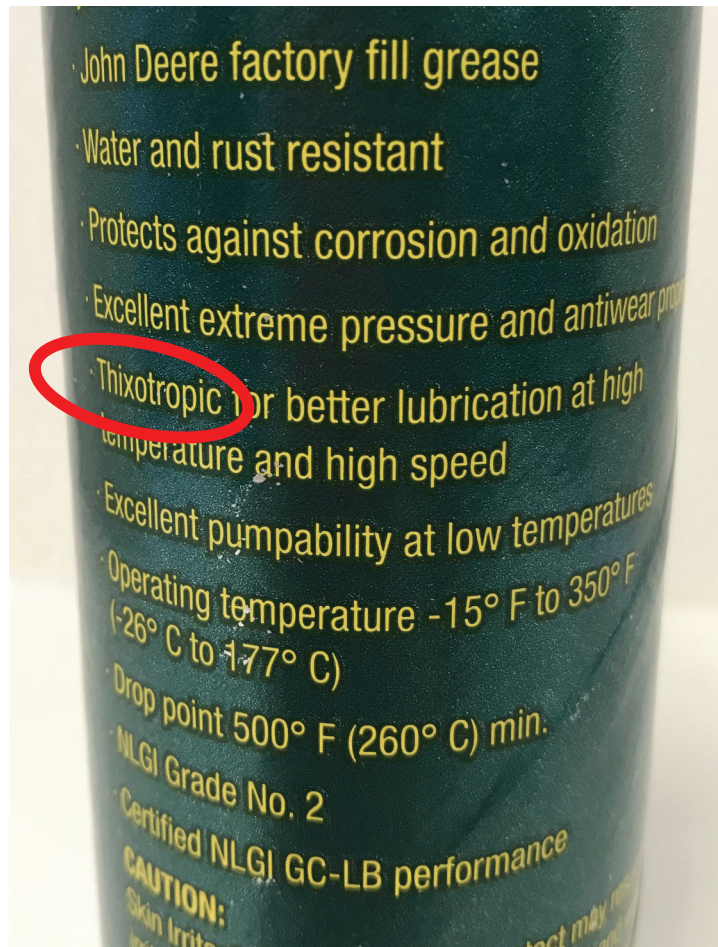 · John Deere factory fill grease
· Water and rust resistant
· Protects against corrosion and oxidation
· Excellent extreme pressure and antiwear
· Thixotropic for better lubrication at high
temperature and high speed
· Excellent pumpability at low temperatures
· Operating temperature -15° F to 350° F
(-26° C to 177° C)
· Drop point 500° F (260° C) min.
· NLGI Grade No. 2
· Certified NLGI GC-LB performance
CAUTION:
Skin may